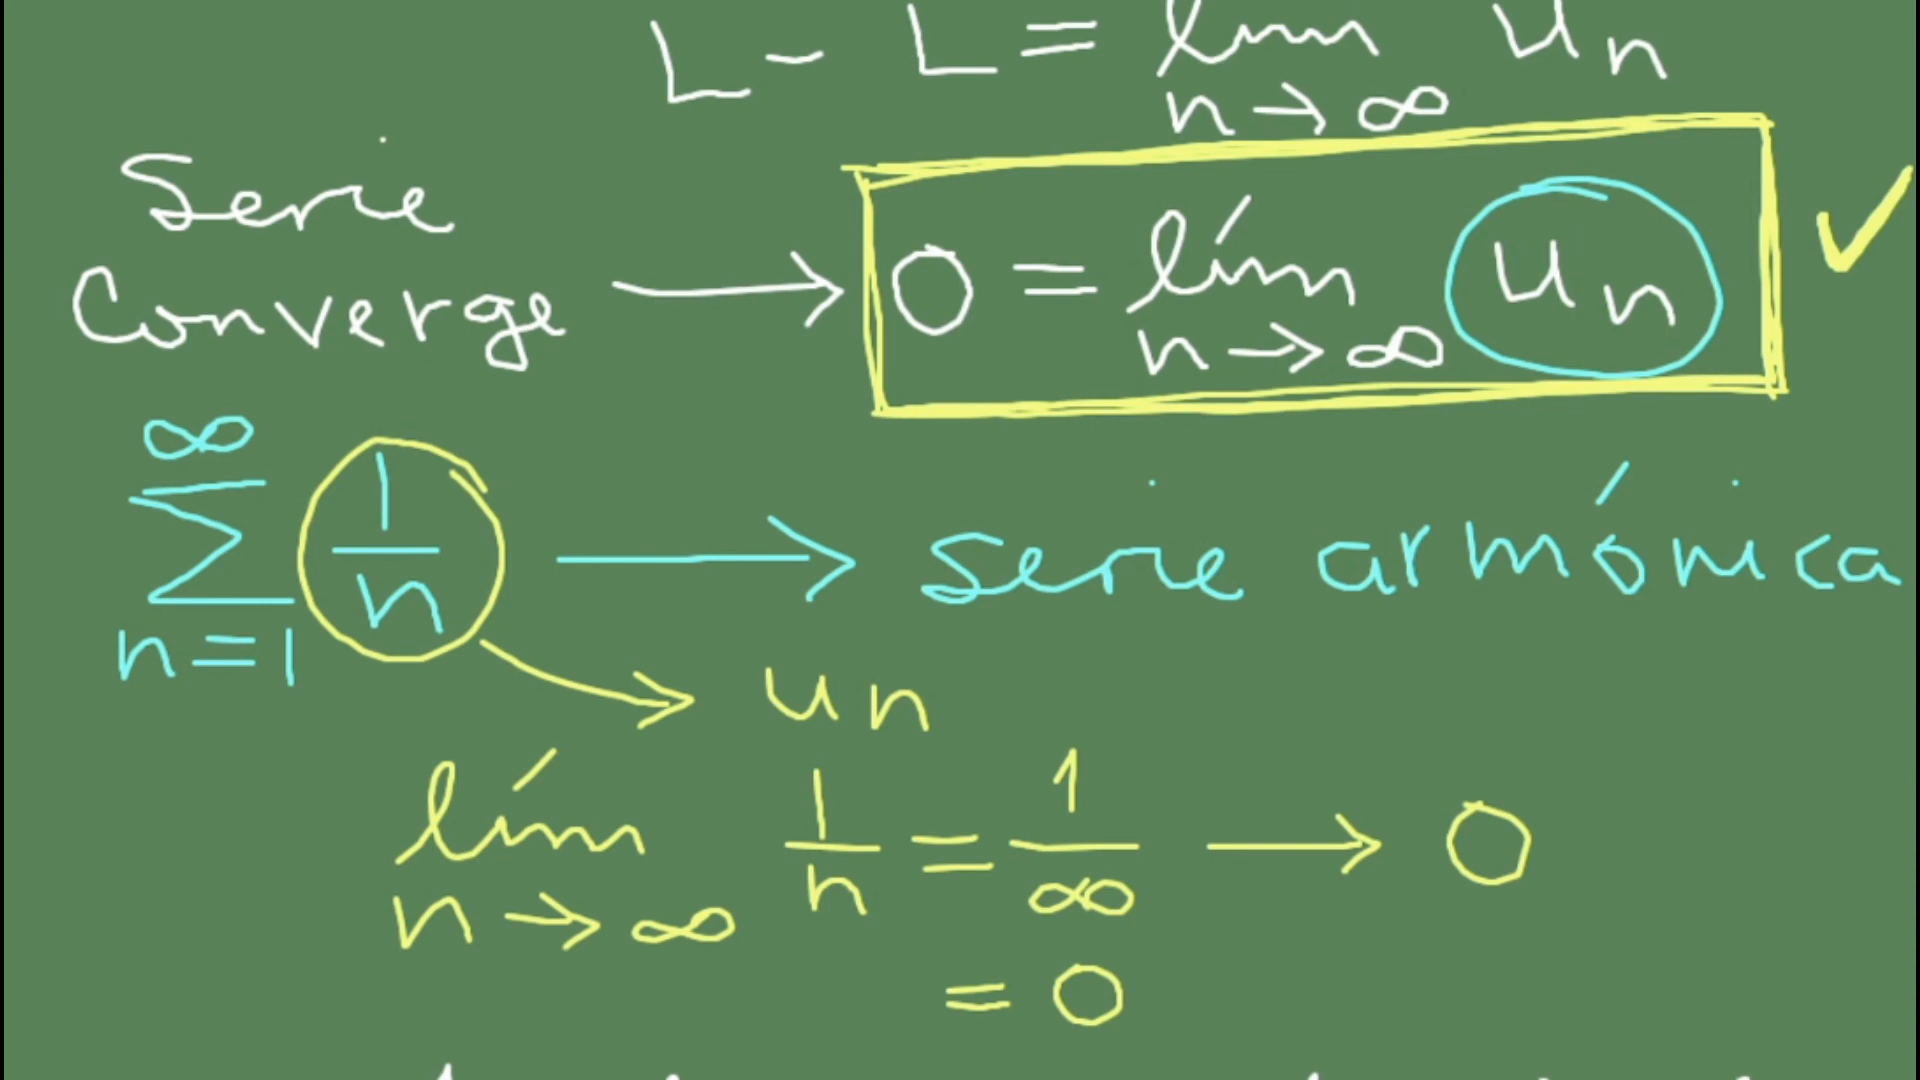 L - L = lím uₙ
n → ∞
Serie
Converge → 0 = lím uₙ ✓
n → ∞
∞
∑ 1/n → serie armónica
n = 1
un
lím 1/n = 1/∞ → 0
n → ∞
= 0